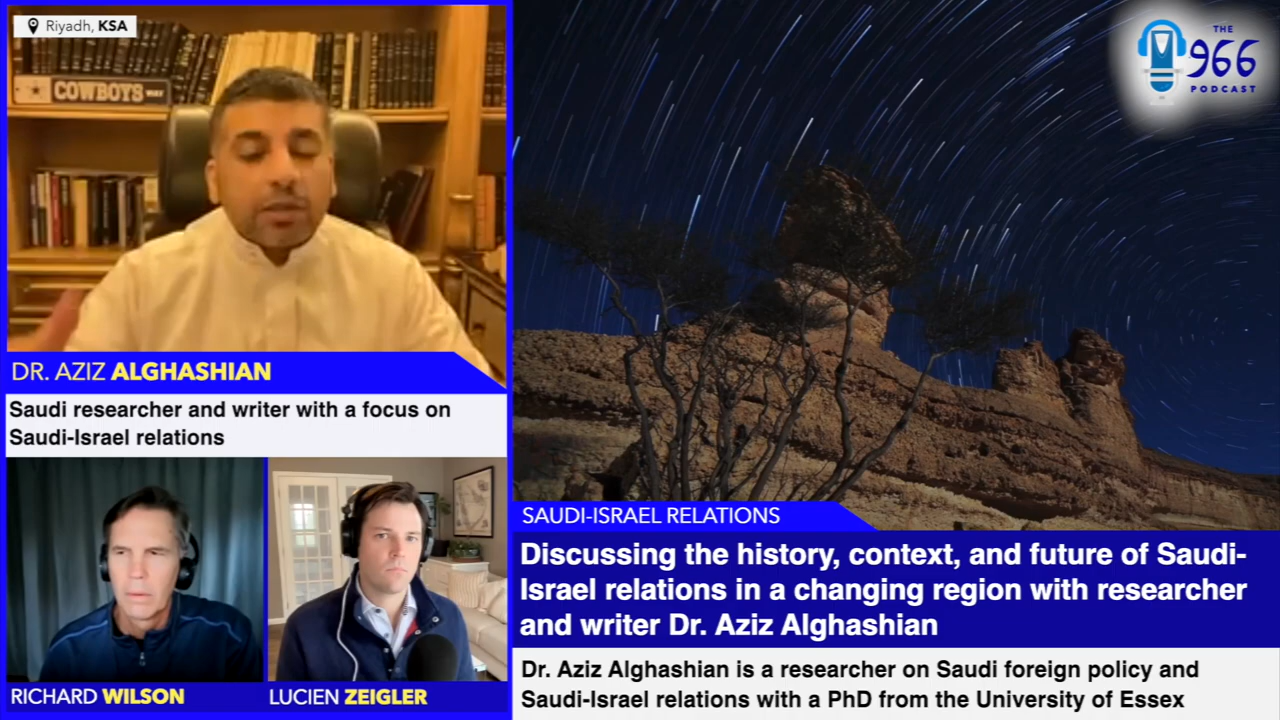 Riyadh, KSA
COWBOYS WAY
DR. AZIZ ALGHASHIAN
Saudi researcher and writer with a focus on
Saudi-Israel relations
RICHARD WILSON
LUCIEN ZEIGLER
THE
966
PODCAST
SAUDI-ISRAEL RELATIONS
Discussing the history, context, and future of Saudi-
Israel relations in a changing region with researcher
and writer Dr. Aziz Alghashian
Dr. Aziz Alghashian is a researcher on Saudi foreign policy and
Saudi-Israel relations with a PhD from the University of Essex